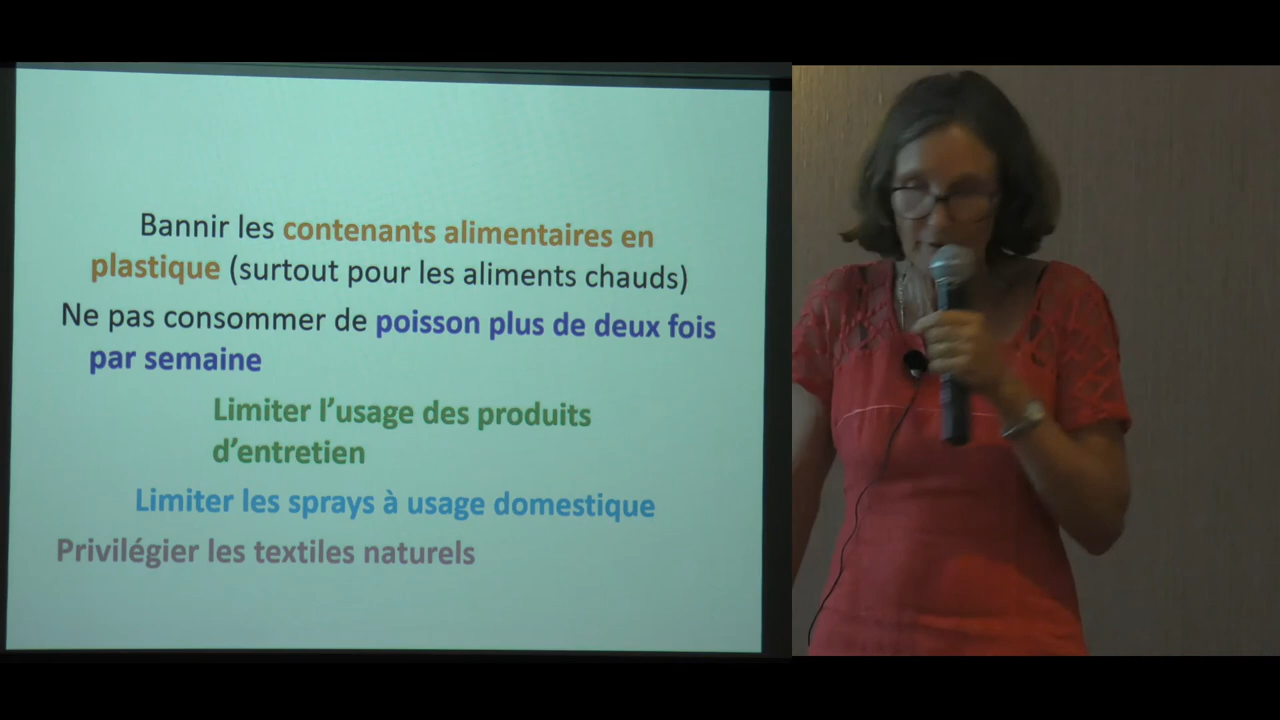 Bannir les contenants alimentaires en
plastique (surtout pour les aliments chauds)
Ne pas consommer de poisson plus de deux fois
par semaine
Limiter l'usage des produits
d'entretien
Limiter les sprays à usage domestique
Privilégier les textiles naturels